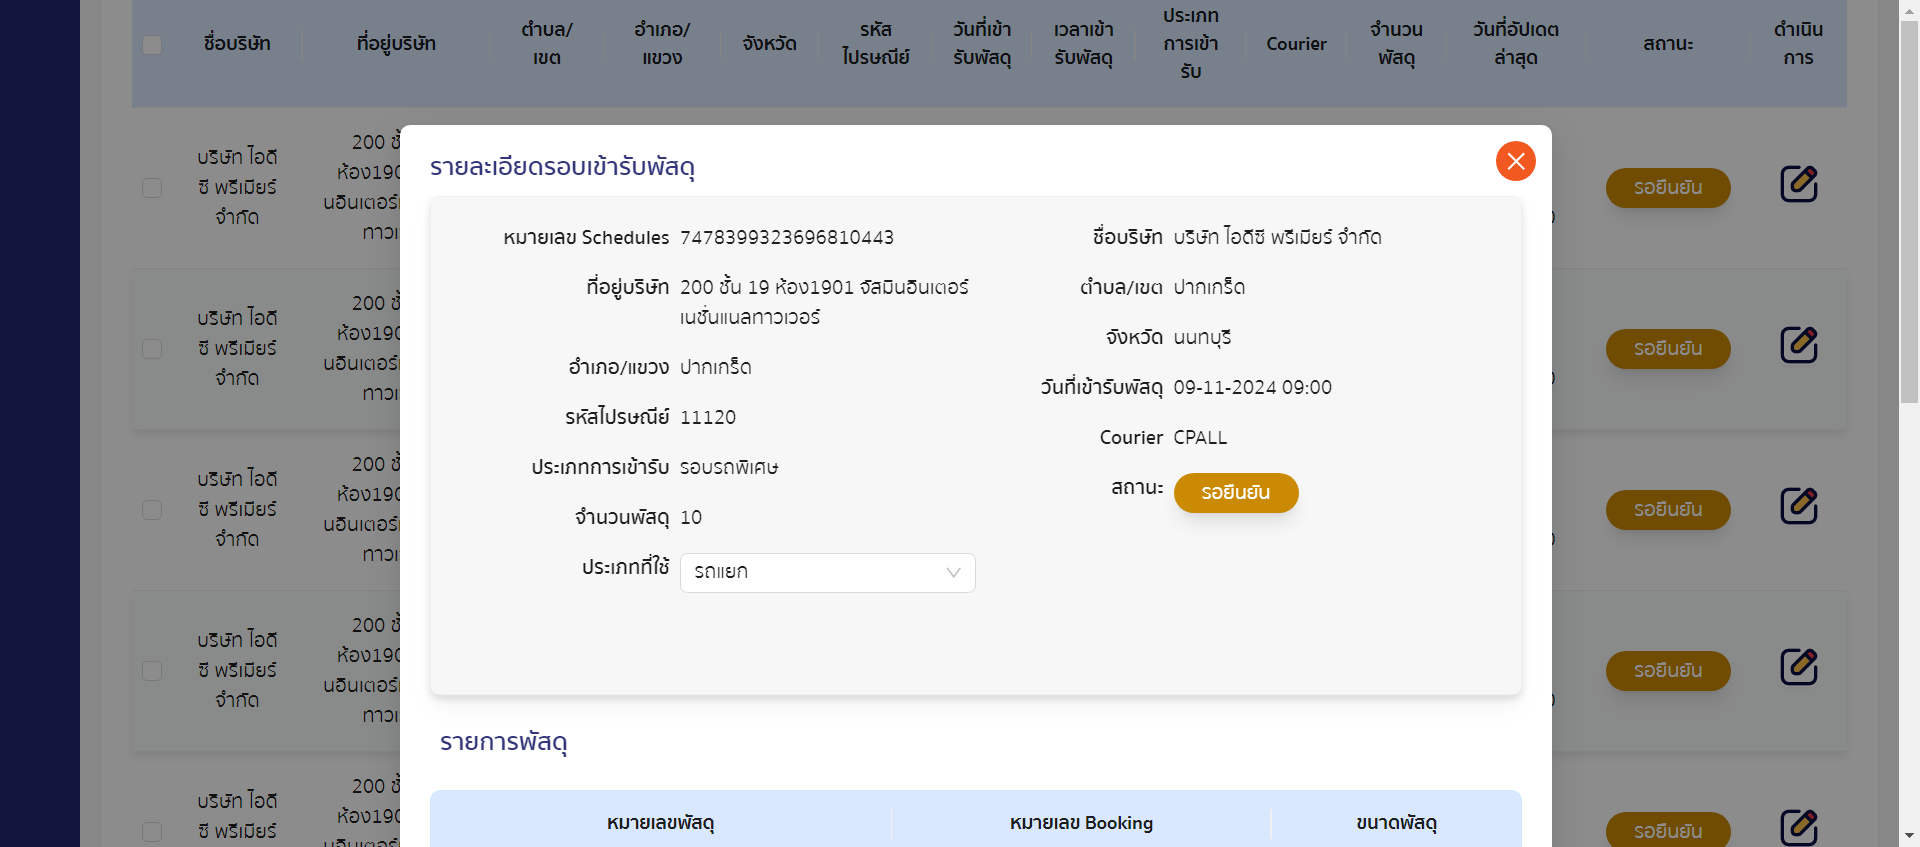 ชื่อบริษัท
ที่อยู่บริษัท
ตำบล/
เขต
อำเภอ/
แขวง
จังหวัด
รหัส
ไปรษณีย์
วันที่เข้า
รับพัสดุ
เวลาเข้า
รับพัสดุ
ประเภท
การเข้า
รับ
Courier
จำนวน
พัสดุ
วันที่อัปเดต
ล่าสุด
สถานะ
ดำเนิน
การ
บริษัท ไอดี
ซี พรีเมียร์
จำกัด
200 ชั้
ห้อง190
นอินเตอร์
ทาวเ
รอยืนยัน
บริษัท ไอดี
ซี พรีเมียร์
จำกัด
200 ชั้
ห้อง190
นอินเตอร์
ทาวเ
รอยืนยัน
บริษัท ไอดี
ซี พรีเมียร์
จำกัด
200 ชั้
ห้อง190
นอินเตอร์
ทาวเ
รอยืนยัน
บริษัท ไอดี
ซี พรีเมียร์
จำกัด
200 ชั้
ห้อง190
นอินเตอร์
ทาวเ
รอยืนยัน
บริษัท ไอดี
ซี พรีเมียร์
200 ชั้
ห้อง190
รอยืนยัน
รายละเอียดรอบเข้ารับพัสดุ
หมายเลข Schedules 7478399323696810443
ชื่อบริษัท บริษัท ไอดีซี พรีเมียร์ จำกัด
ที่อยู่บริษัท 200 ชั้น 19 ห้อง1901 จัสมินอินเตอร์
เนชั่นแนลทาวเวอร์
ตำบล/เขต ปากเกร็ด
จังหวัด นนทบุรี
อำเภอ/แขวง ปากเกร็ด
วันที่เข้ารับพัสดุ 09-11-2024 09:00
รหัสไปรษณีย์ 11120
Courier CPALL
ประเภทการเข้ารับ รอบรถพิเศษ
สถานะ รอยืนยัน
จำนวนพัสดุ 10
ประเภทที่ใช้ รถแยก
รายการพัสดุ
หมายเลขพัสดุ
หมายเลข Booking
ขนาดพัสดุ